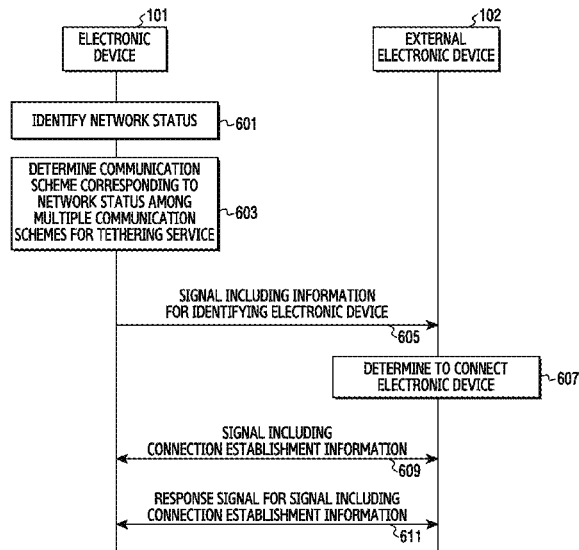 101
102
ELECTRONIC
DEVICE
EXTERNAL
ELECTRONIC DEVICE
IDENTIFY NETWORK STATUS
601
DETERMINE COMMUNICATION
SCHEME CORRESPONDING TO
NETWORK STATUS AMONG
MULTIPLE COMMUNICATION
SCHEMES FOR TETHERING SERVICE
603
SIGNAL INCLUDING INFORMATION
FOR IDENTIFYING ELECTRONIC DEVICE
605
DETERMINE TO CONNECT
ELECTRONIC DEVICE
607
SIGNAL INCLUDING
CONNECTION ESTABLISHMENT INFORMATION
609
RESPONSE SIGNAL FOR SIGNAL INCLUDING
CONNECTION ESTABLISHMENT INFORMATION
611